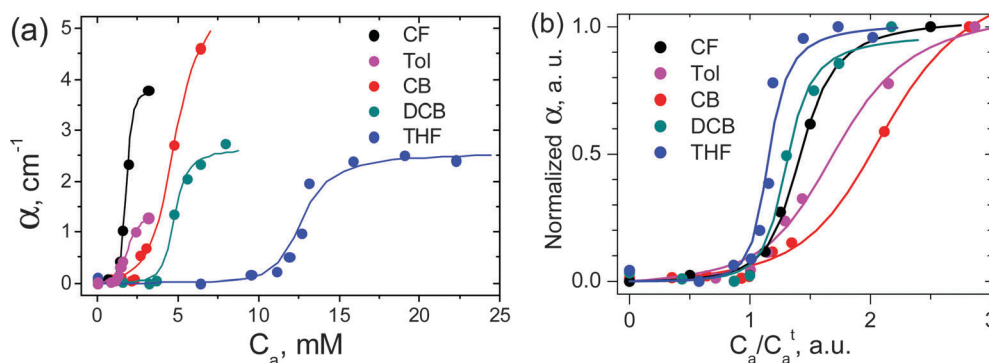 (a)
5
4
3
2
1
0
α, cm⁻¹
CF
Tol
CB
DCB
THF
0 5 10 15 20 25
Cₐ, mM
(b)
1.0
0.5
0.0
Normalized α, a. u.
CF
Tol
CB
DCB
THF
0 1 2 3
Cₐ/Cₐᵗ, a.u.